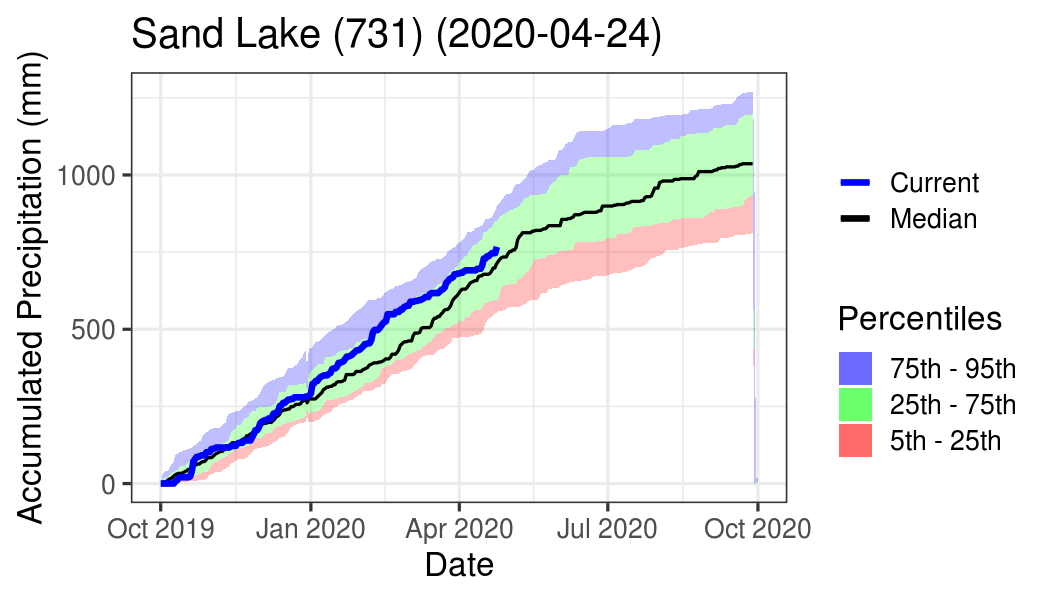 Sand Lake (731) (2020-04-24)
Accumulated Precipitation (mm)
1000
500
0
Oct 2019
Jan 2020
Apr 2020
Jul 2020
Oct 2020
Date
Current
Median
Percentiles
75th - 95th
25th - 75th
5th - 25th